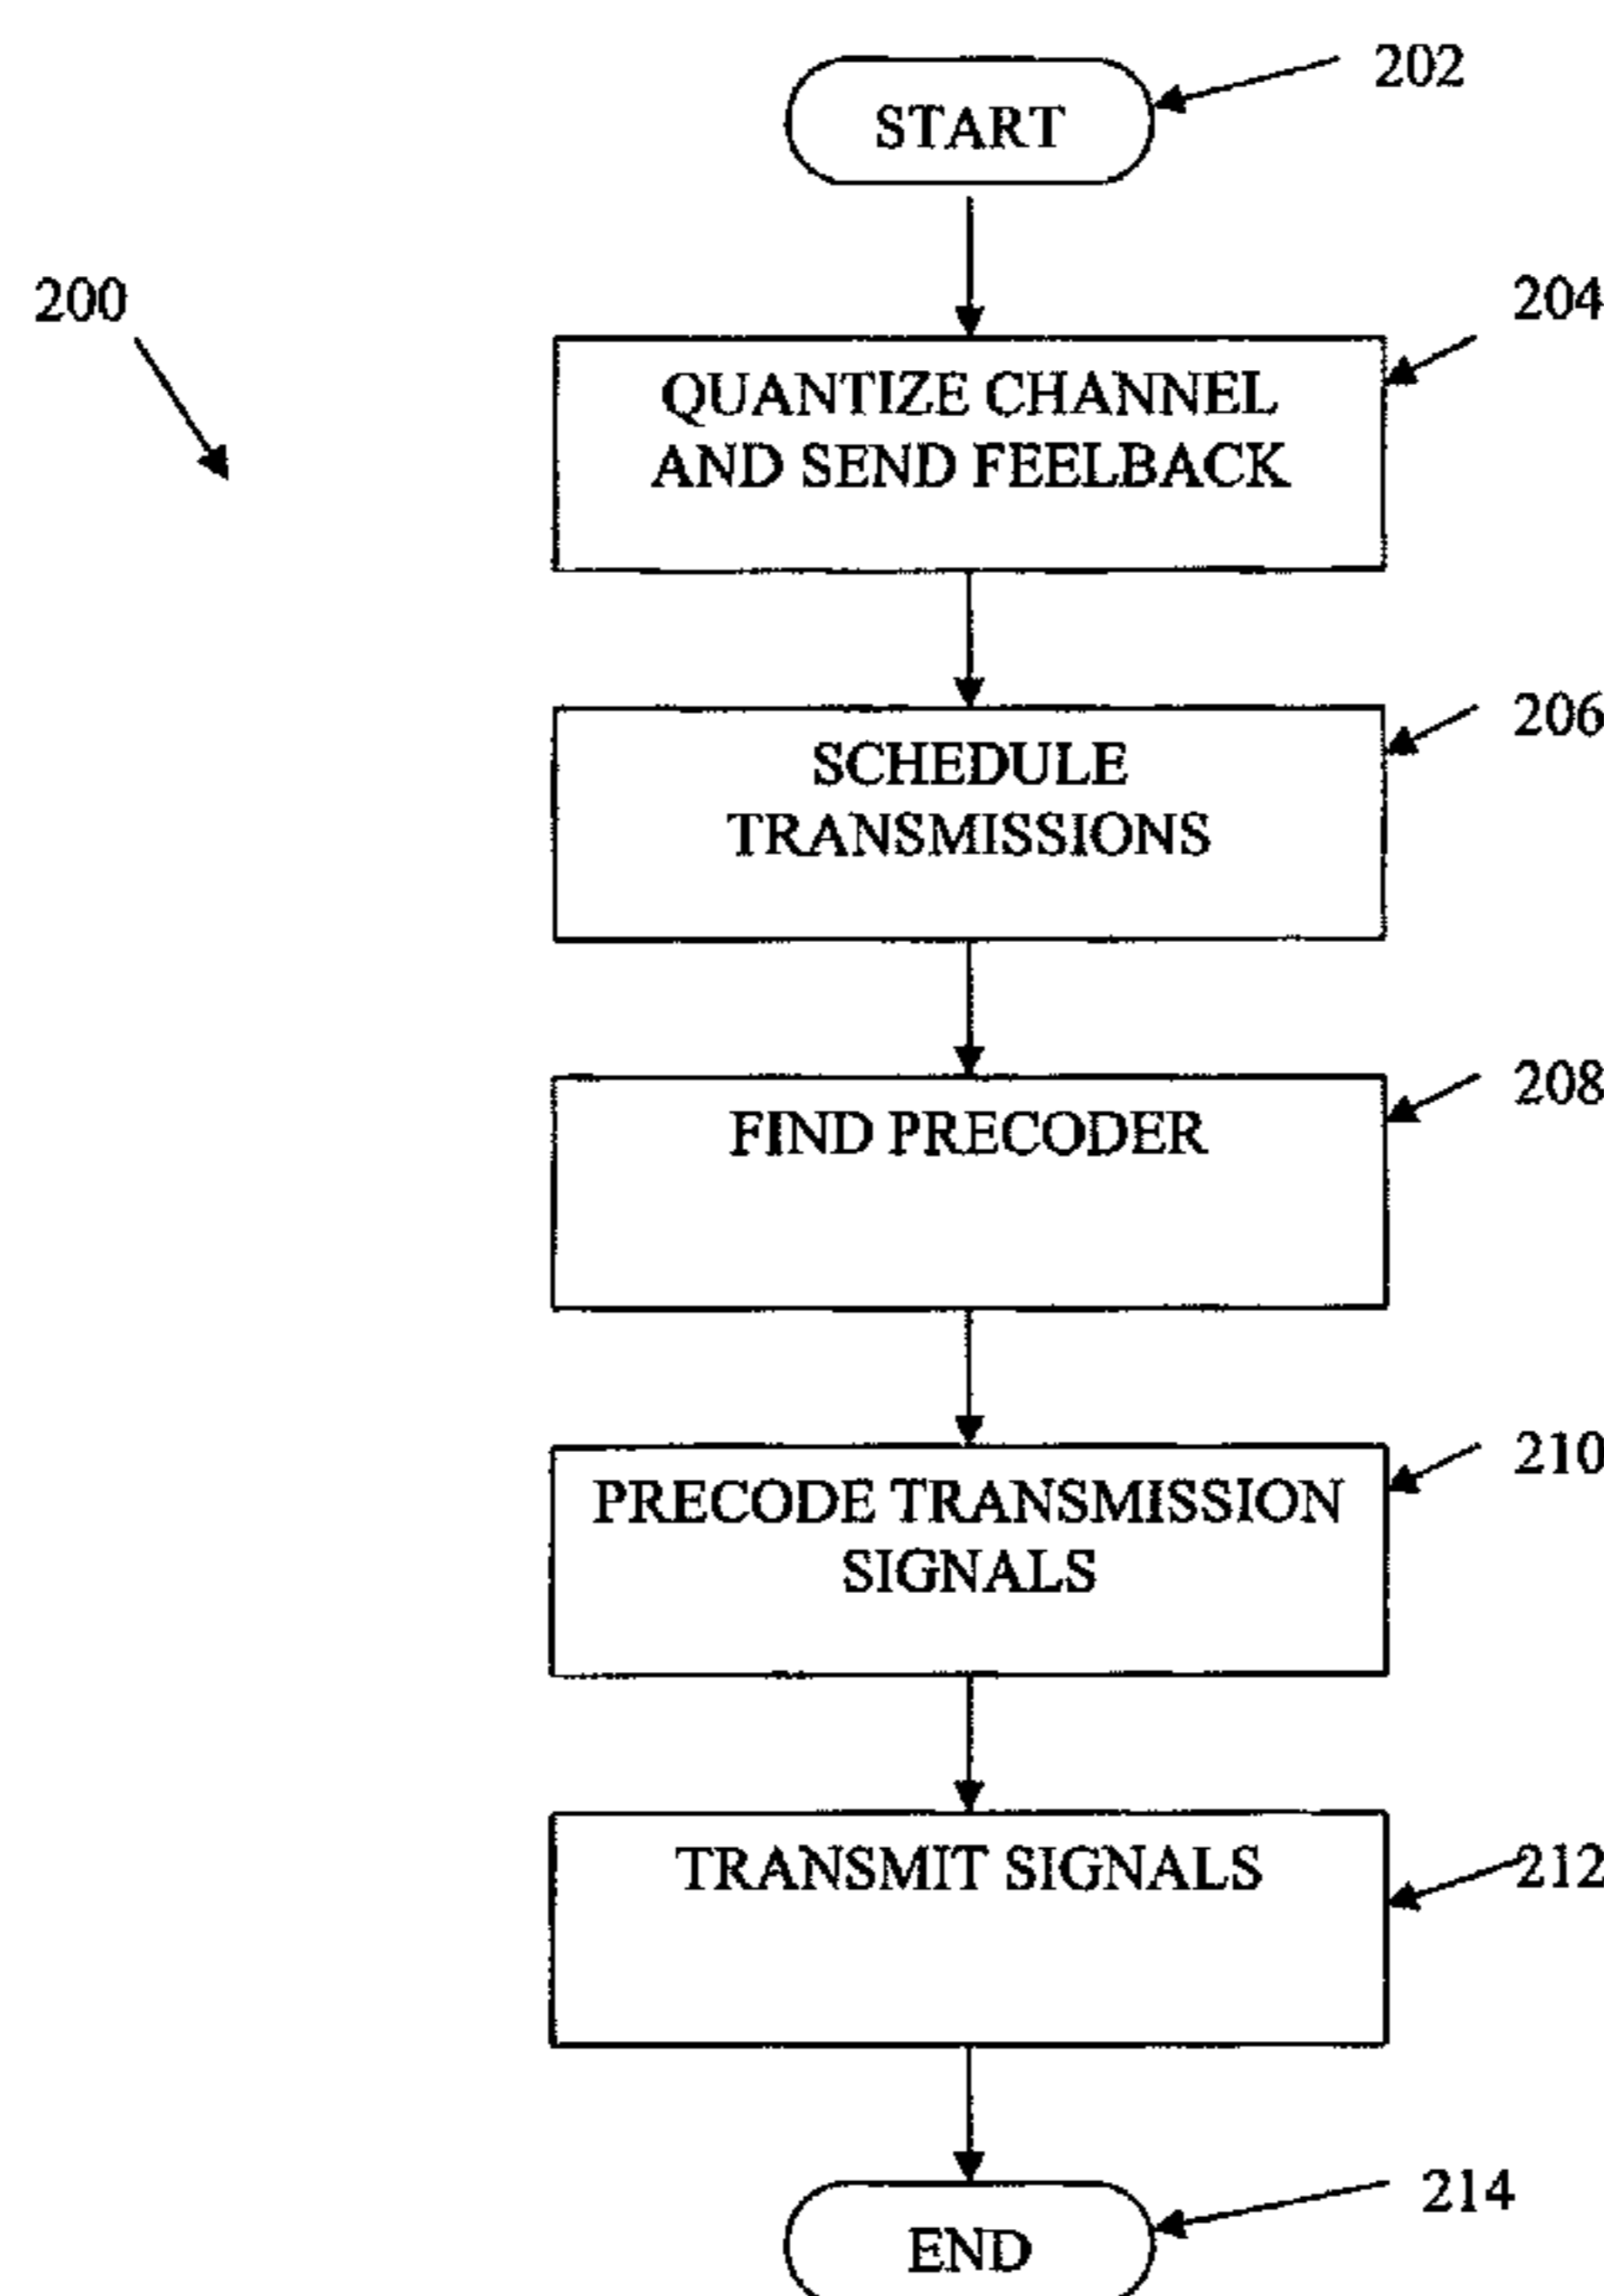 202
START
200
204
QUANTIZE CHANNEL
AND SEND FEELBACK
206
SCHEDULE
TRANSMISSIONS
208
FIND PRECODER
210
PRECODE TRANSMISSION
SIGNALS
212
TRANSMIT SIGNALS
214
END